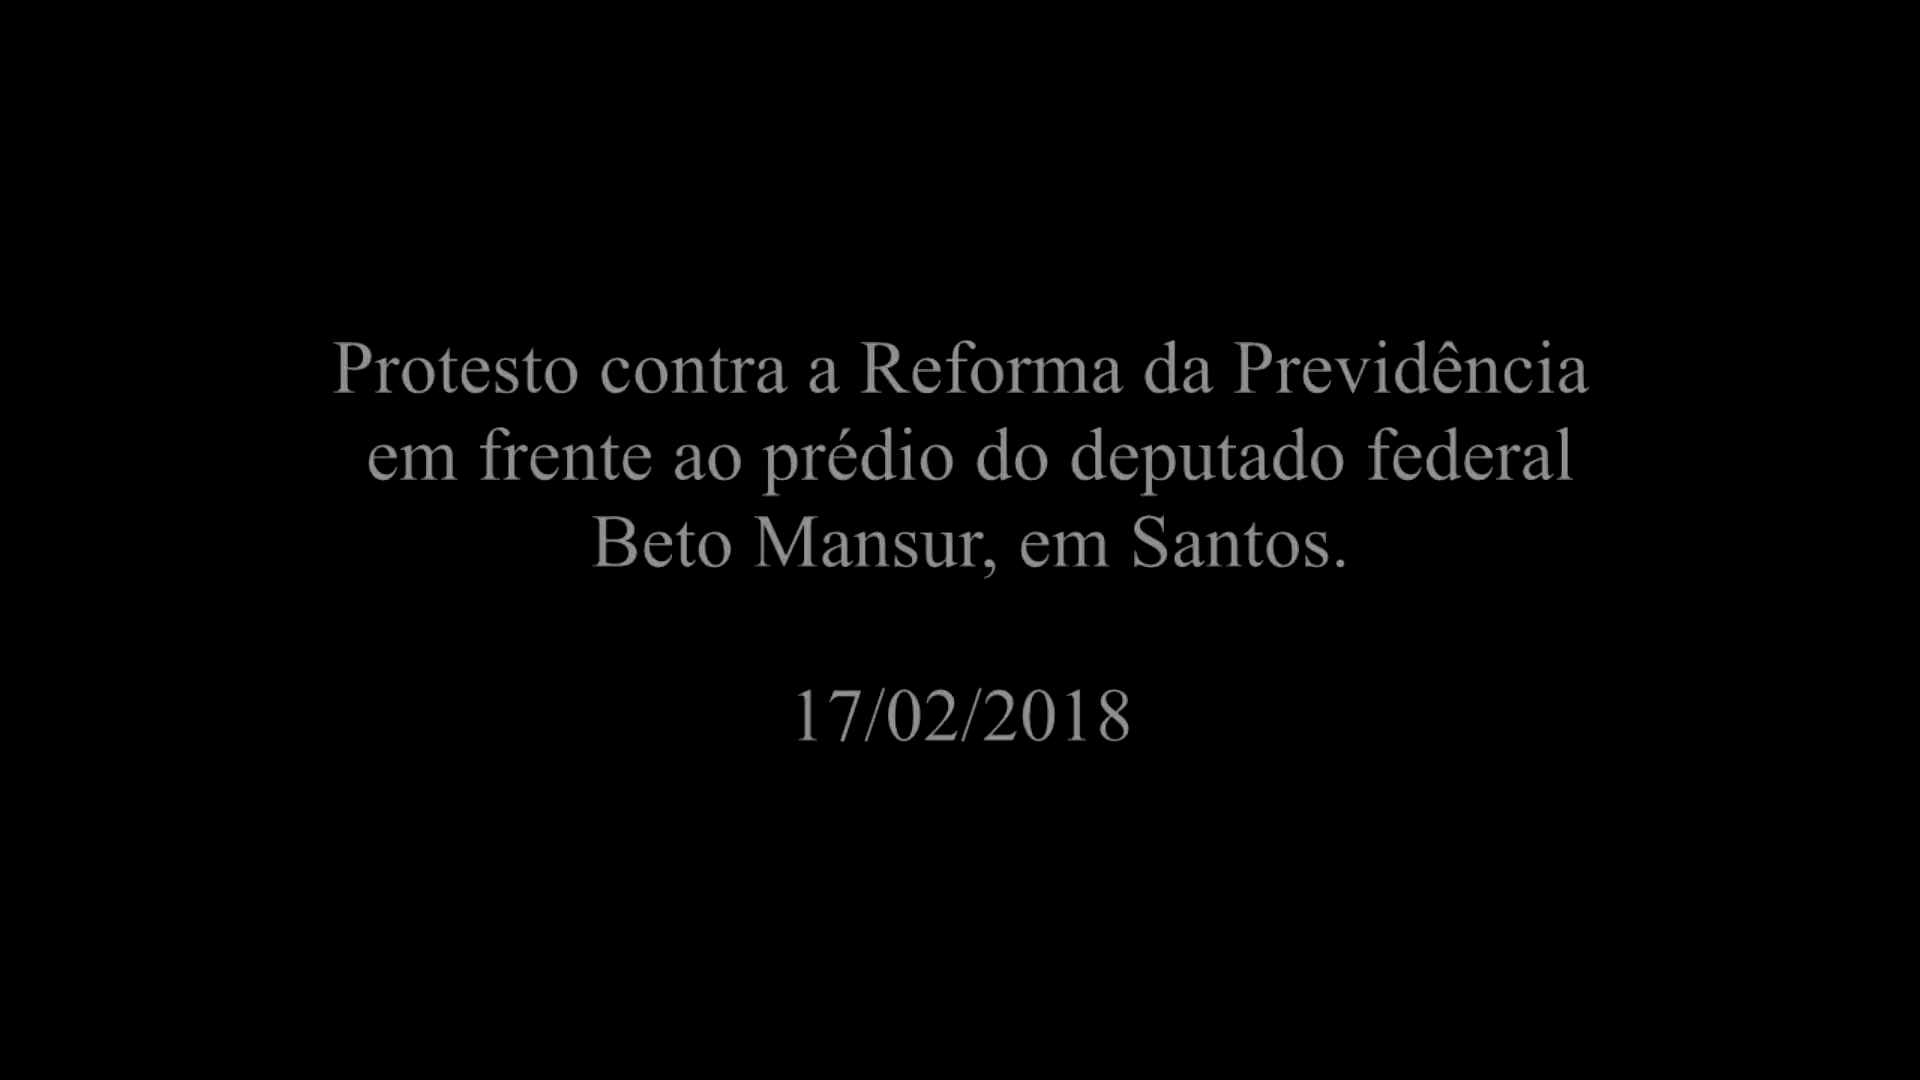 Protesto contra a Reforma da Previdência
em frente ao prédio do deputado federal
Beto Mansur, em Santos.
17/02/2018